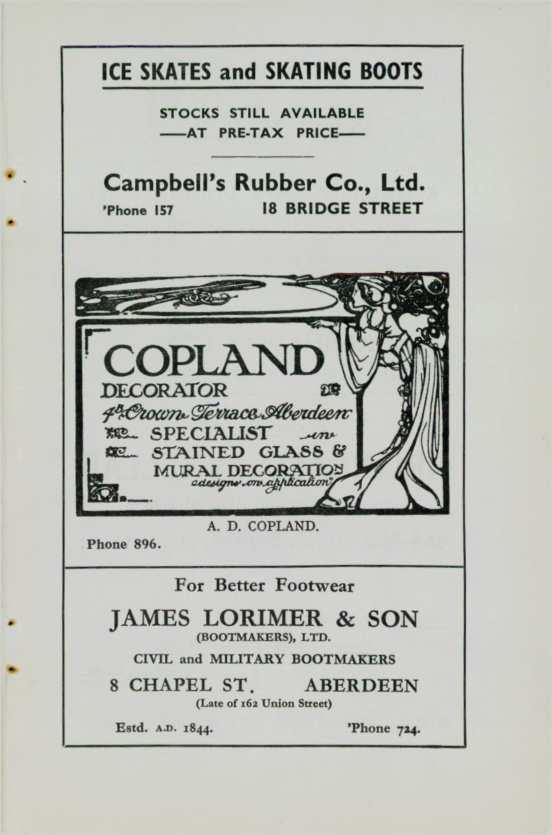 ICE SKATES and SKATING BOOTS
STOCKS STILL AVAILABLE
—AT PRE-TAX PRICE—
Campbell's Rubber Co., Ltd.
'Phone 157 18 BRIDGE STREET
COPLAND
DECORATOR
4A Crown Terrace Aberdeen
SPECIALIST in
STAINED GLASS &
MURAL DECORATION
designs on application
A. D. COPLAND.
Phone 896.
For Better Footwear
JAMES LORIMER & SON
(BOOTMAKERS), LTD.
CIVIL and MILITARY BOOTMAKERS
8 CHAPEL ST. ABERDEEN
(Late of 162 Union Street)
Estd. A.D. 1844. 'Phone 724.